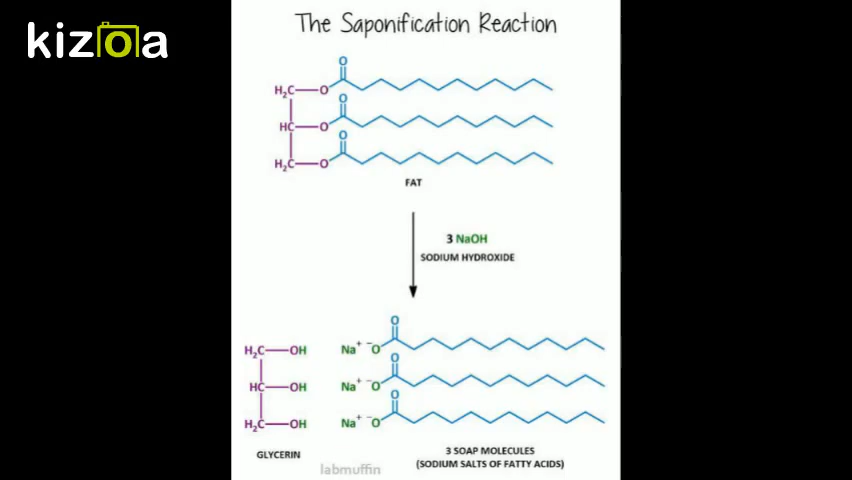 kizoa
The Saponification Reaction
O
H₂C—O
O
HC—O
O
H₂C—O
FAT
3 NaOH
SODIUM HYDROXIDE
O
H₂C—OH Na⁺ ⁻O
O
HC—OH Na⁺ ⁻O
O
H₂C—OH Na⁺ ⁻O
GLYCERIN
3 SOAP MOLECULES
(SODIUM SALTS OF FATTY ACIDS)
labmuffin